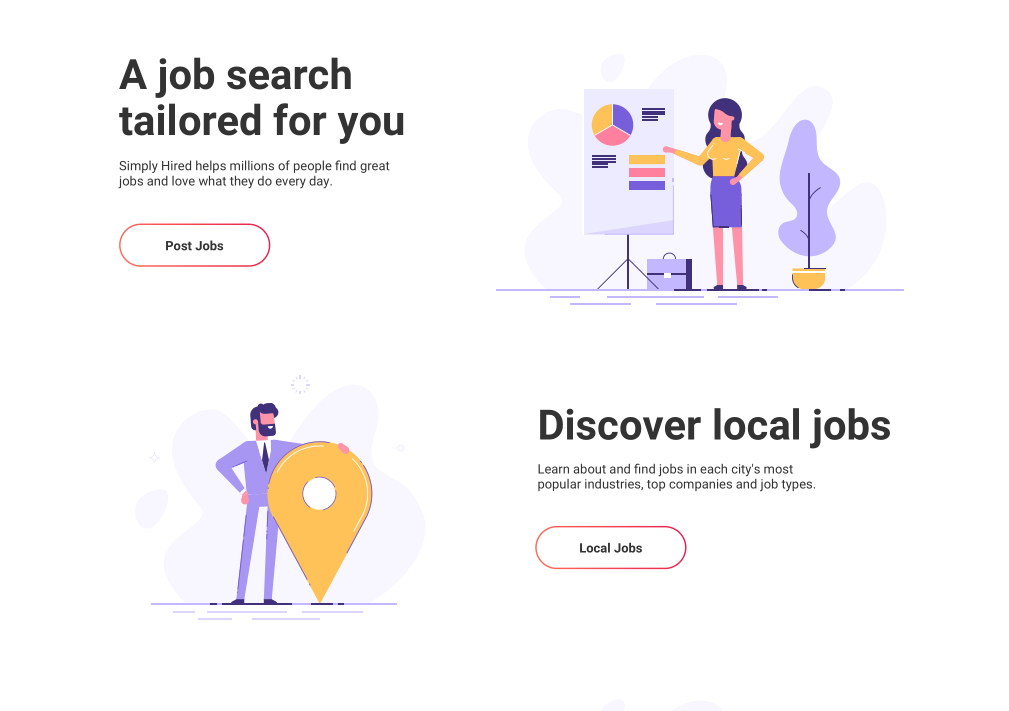 A job search
tailored for you
Simply Hired helps millions of people find great
jobs and love what they do every day.
Post Jobs
Discover local jobs
Learn about and find jobs in each city's most
popular industries, top companies and job types.
Local Jobs